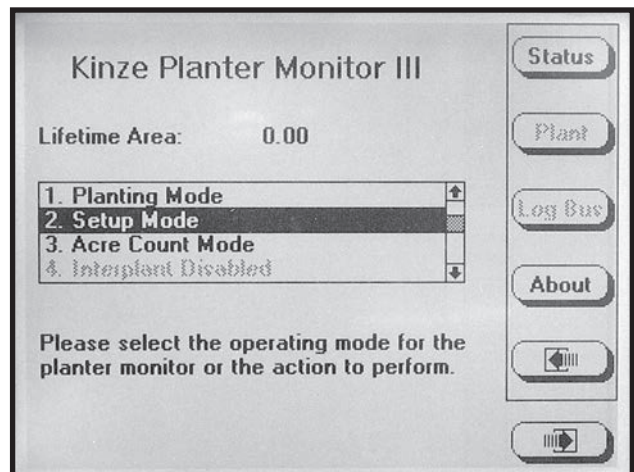 Kinze Planter Monitor III
Lifetime Area: 0.00
1. Planting Mode
2. Setup Mode
3. Acre Count Mode
4. Interplant Disabled
Please select the operating mode for the
planter monitor or the action to perform.
Status
Plant
Log Bus
About